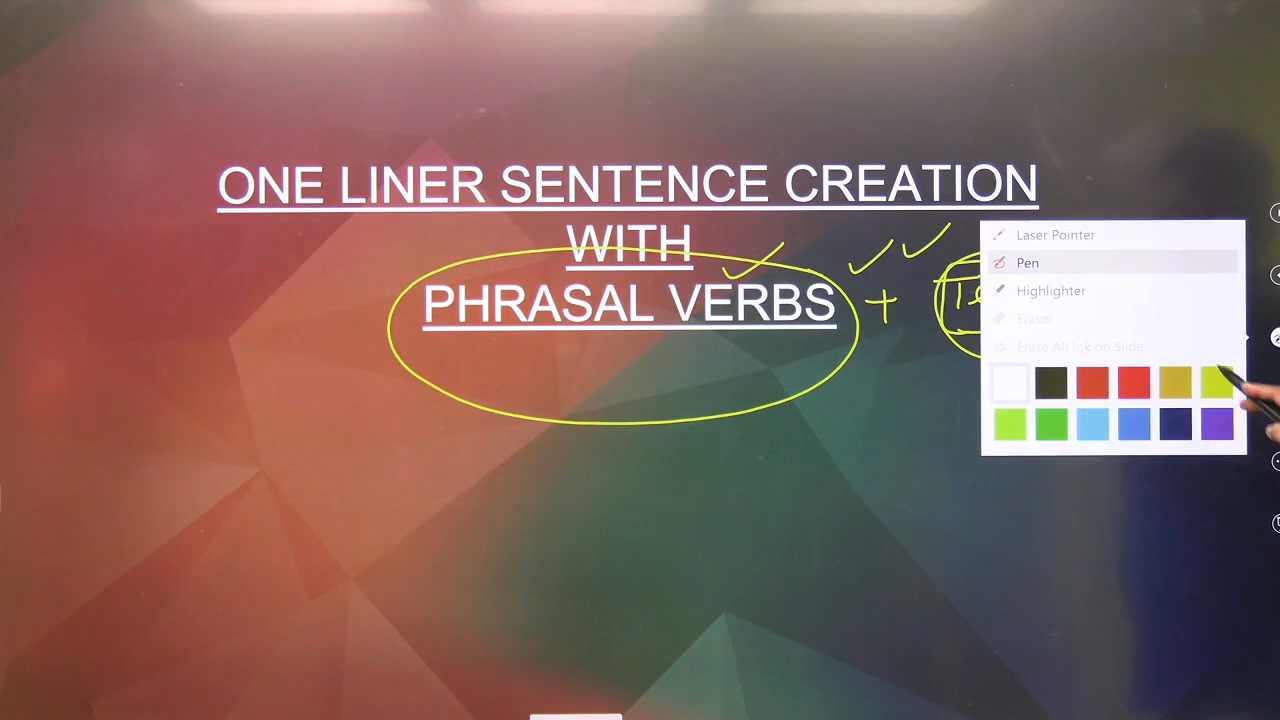 ONE LINER SENTENCE CREATION
WITH
PHRASAL VERBS
+
Laser Pointer
Pen
Highlighter
Eraser
Erase All Ink on Slide